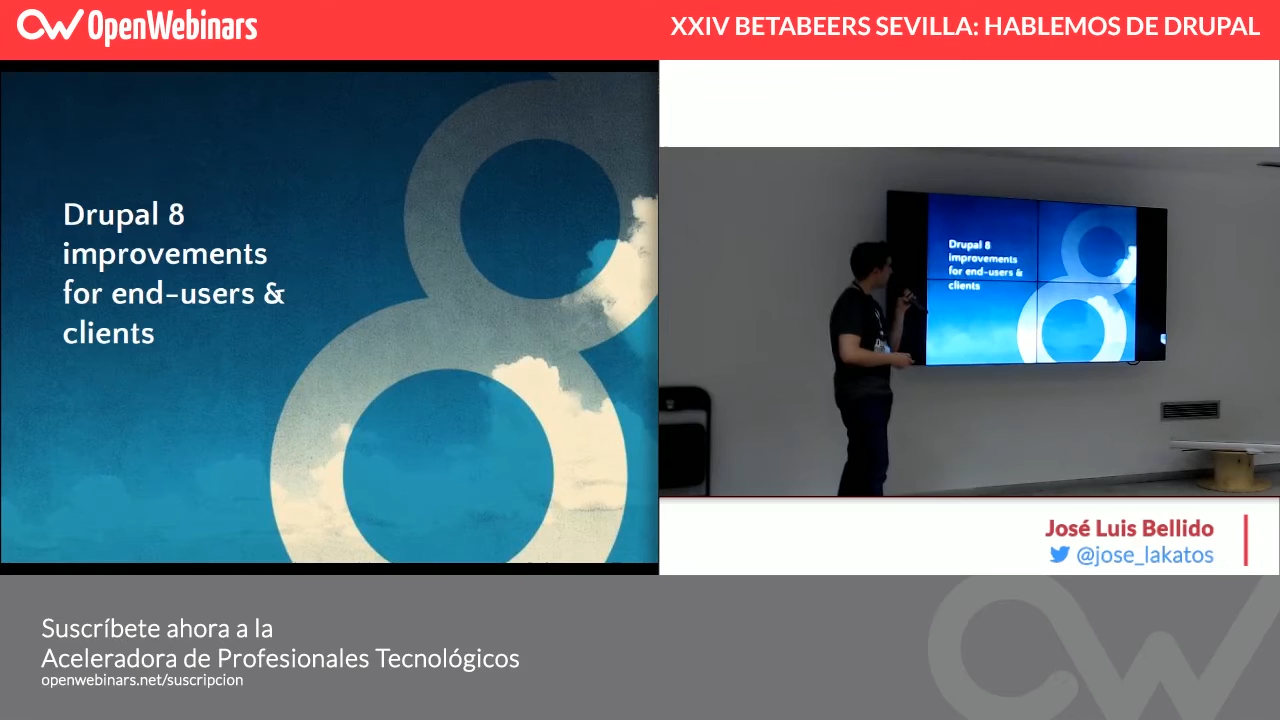 OpenWebinars
XXIV BETABEERS SEVILLA: HABLEMOS DE DRUPAL
Drupal 8
improvements
for end-users &
clients
Drupal 8
improvements
for end-users &
clients
José Luis Bellido
@jose_lakatos
Suscríbete ahora a la
Aceleradora de Profesionales Tecnológicos
openwebinars.net/suscripcion